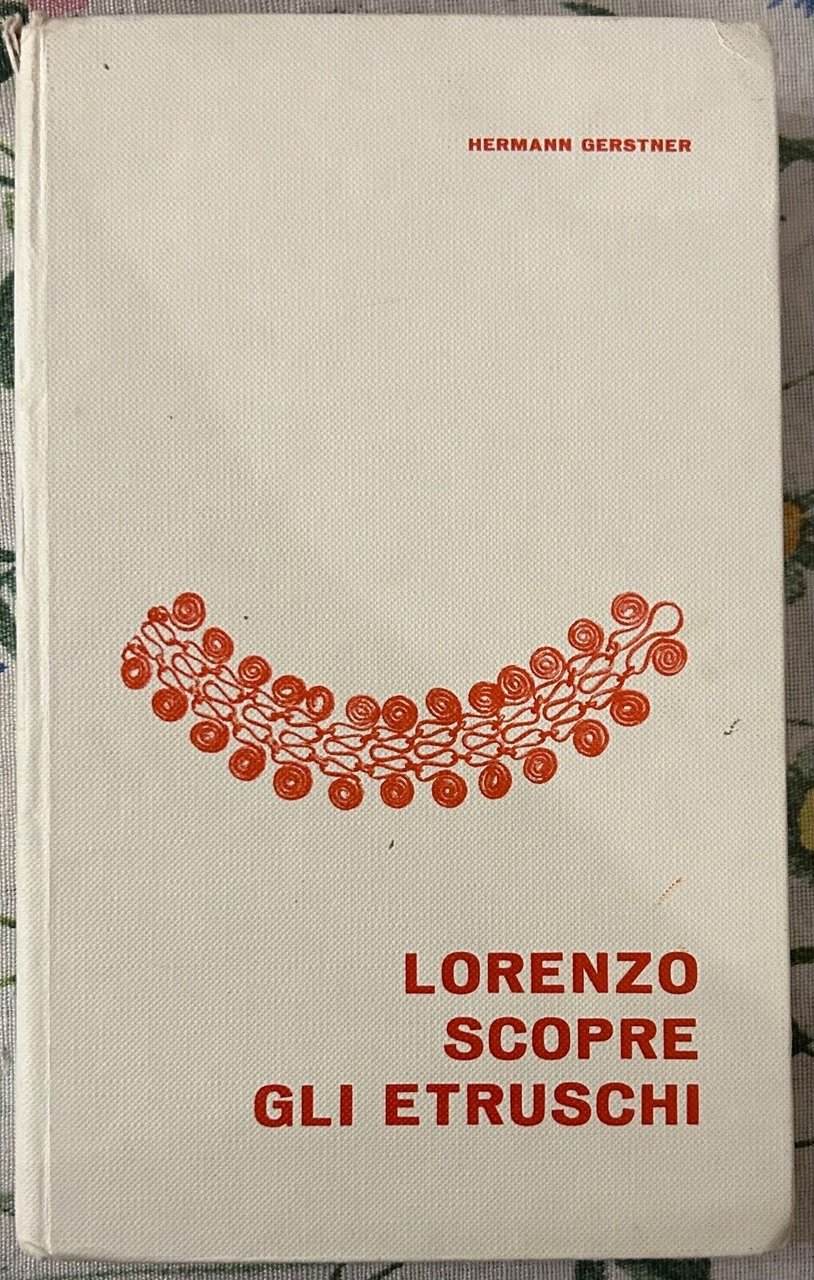 HERMANN GERSTNER
LORENZO
SCOPRE
GLI ETRUSCHI